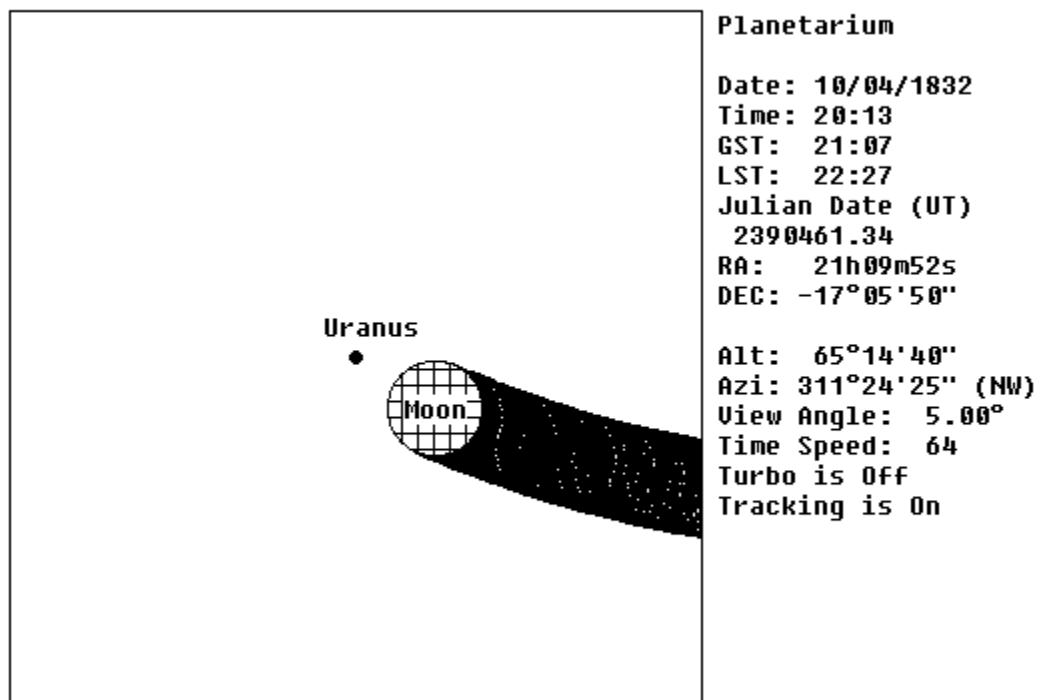 Planetarium
Date: 10/04/1832
Time: 20:13
GST: 21:07
LST: 22:27
Julian Date (UT)
2390461.34
RA: 21h09m52s
DEC: -17°05'50"
Alt: 65°14'40"
Azi: 311°24'25" (NW)
View Angle: 5.00°
Time Speed: 64
Turbo is Off
Tracking is On
Uranus
Moon